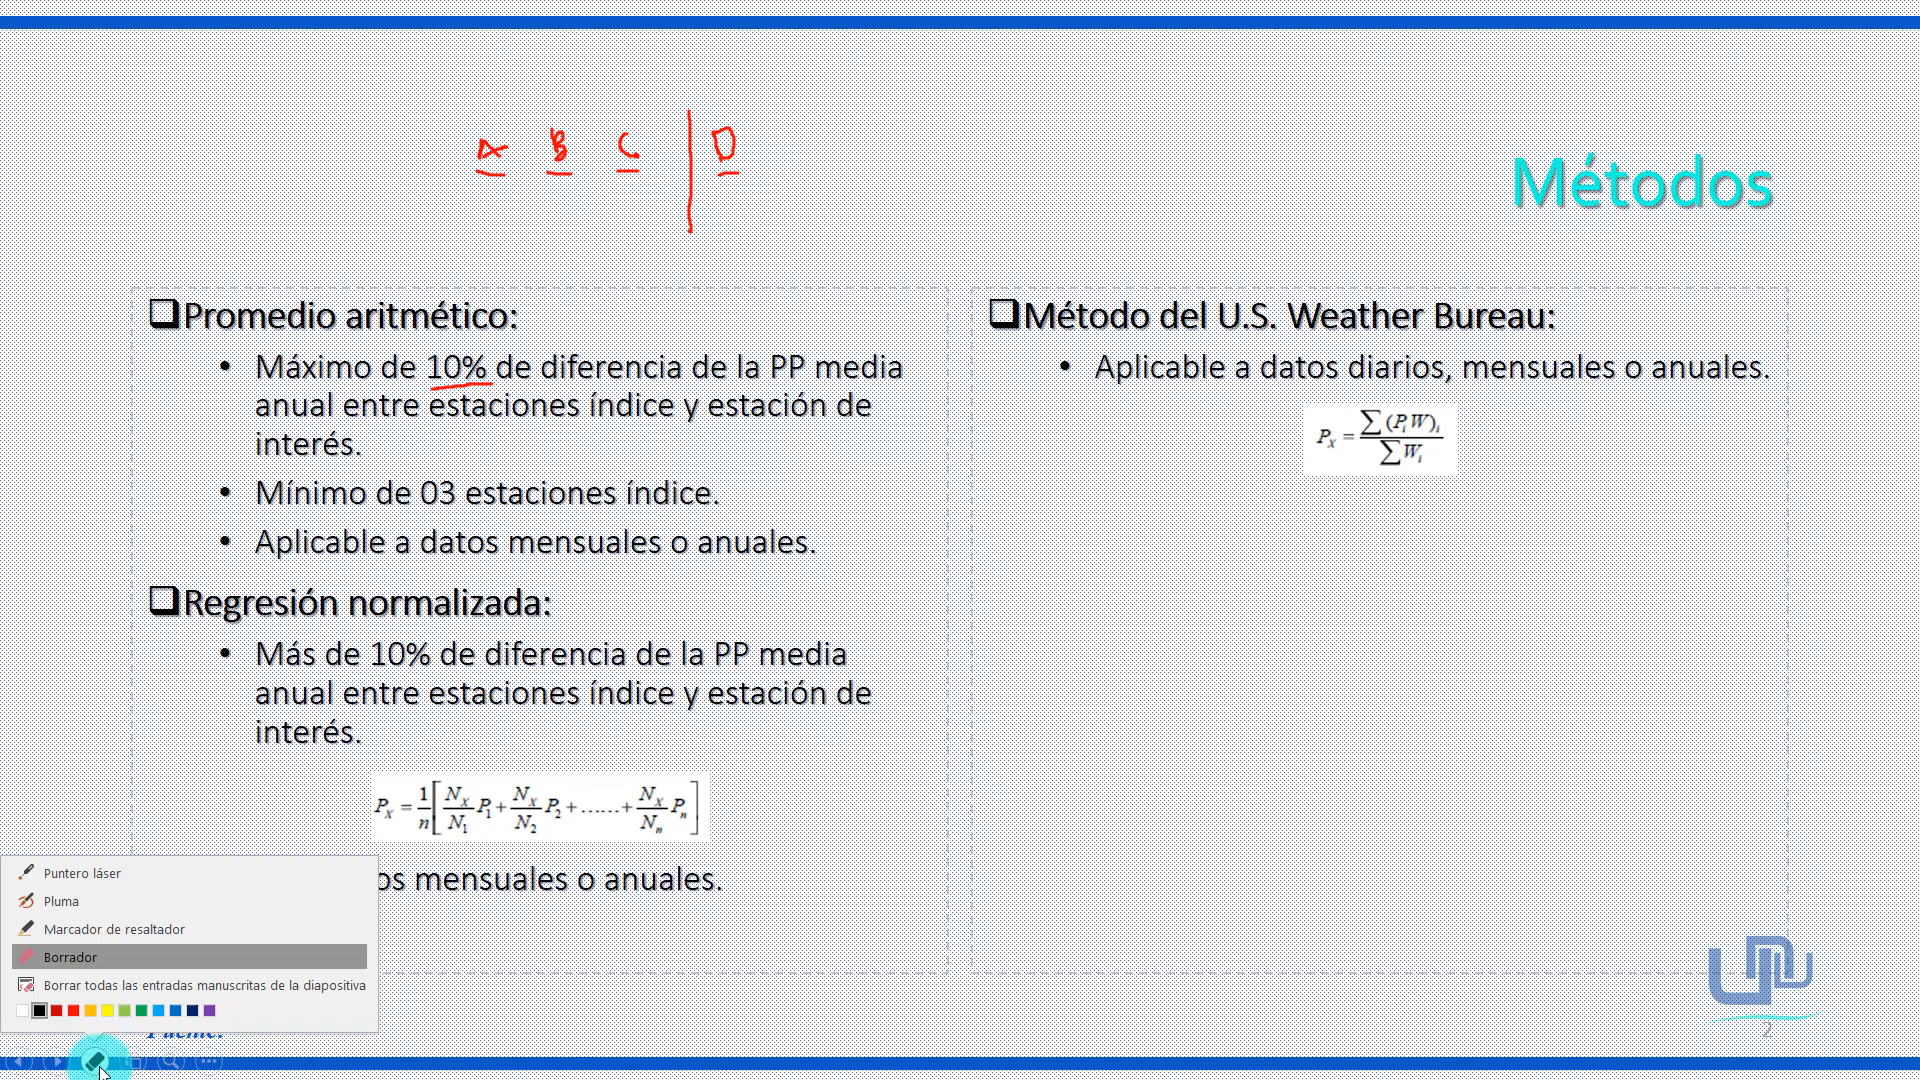 A B C D
Métodos
Promedio aritmético:
• Máximo de 10% de diferencia de la PP media
anual entre estaciones índice y estación de
interés.
• Mínimo de 03 estaciones índice.
• Aplicable a datos mensuales o anuales.
Regresión normalizada:
• Más de 10% de diferencia de la PP media
anual entre estaciones índice y estación de
interés.
P_X = 1/n [ N_X/N_1 P_1 + N_X/N_2 P_2 + ...... + N_X/N_n P_n ]
os mensuales o anuales.
Método del U.S. Weather Bureau:
• Aplicable a datos diarios, mensuales o anuales.
P_X = ∑(P_i W)_i / ∑W_i
Puntero láser
Pluma
Marcador de resaltador
Borrador
Borrar todas las entradas manuscritas de la diapositiva
Fuente:
2